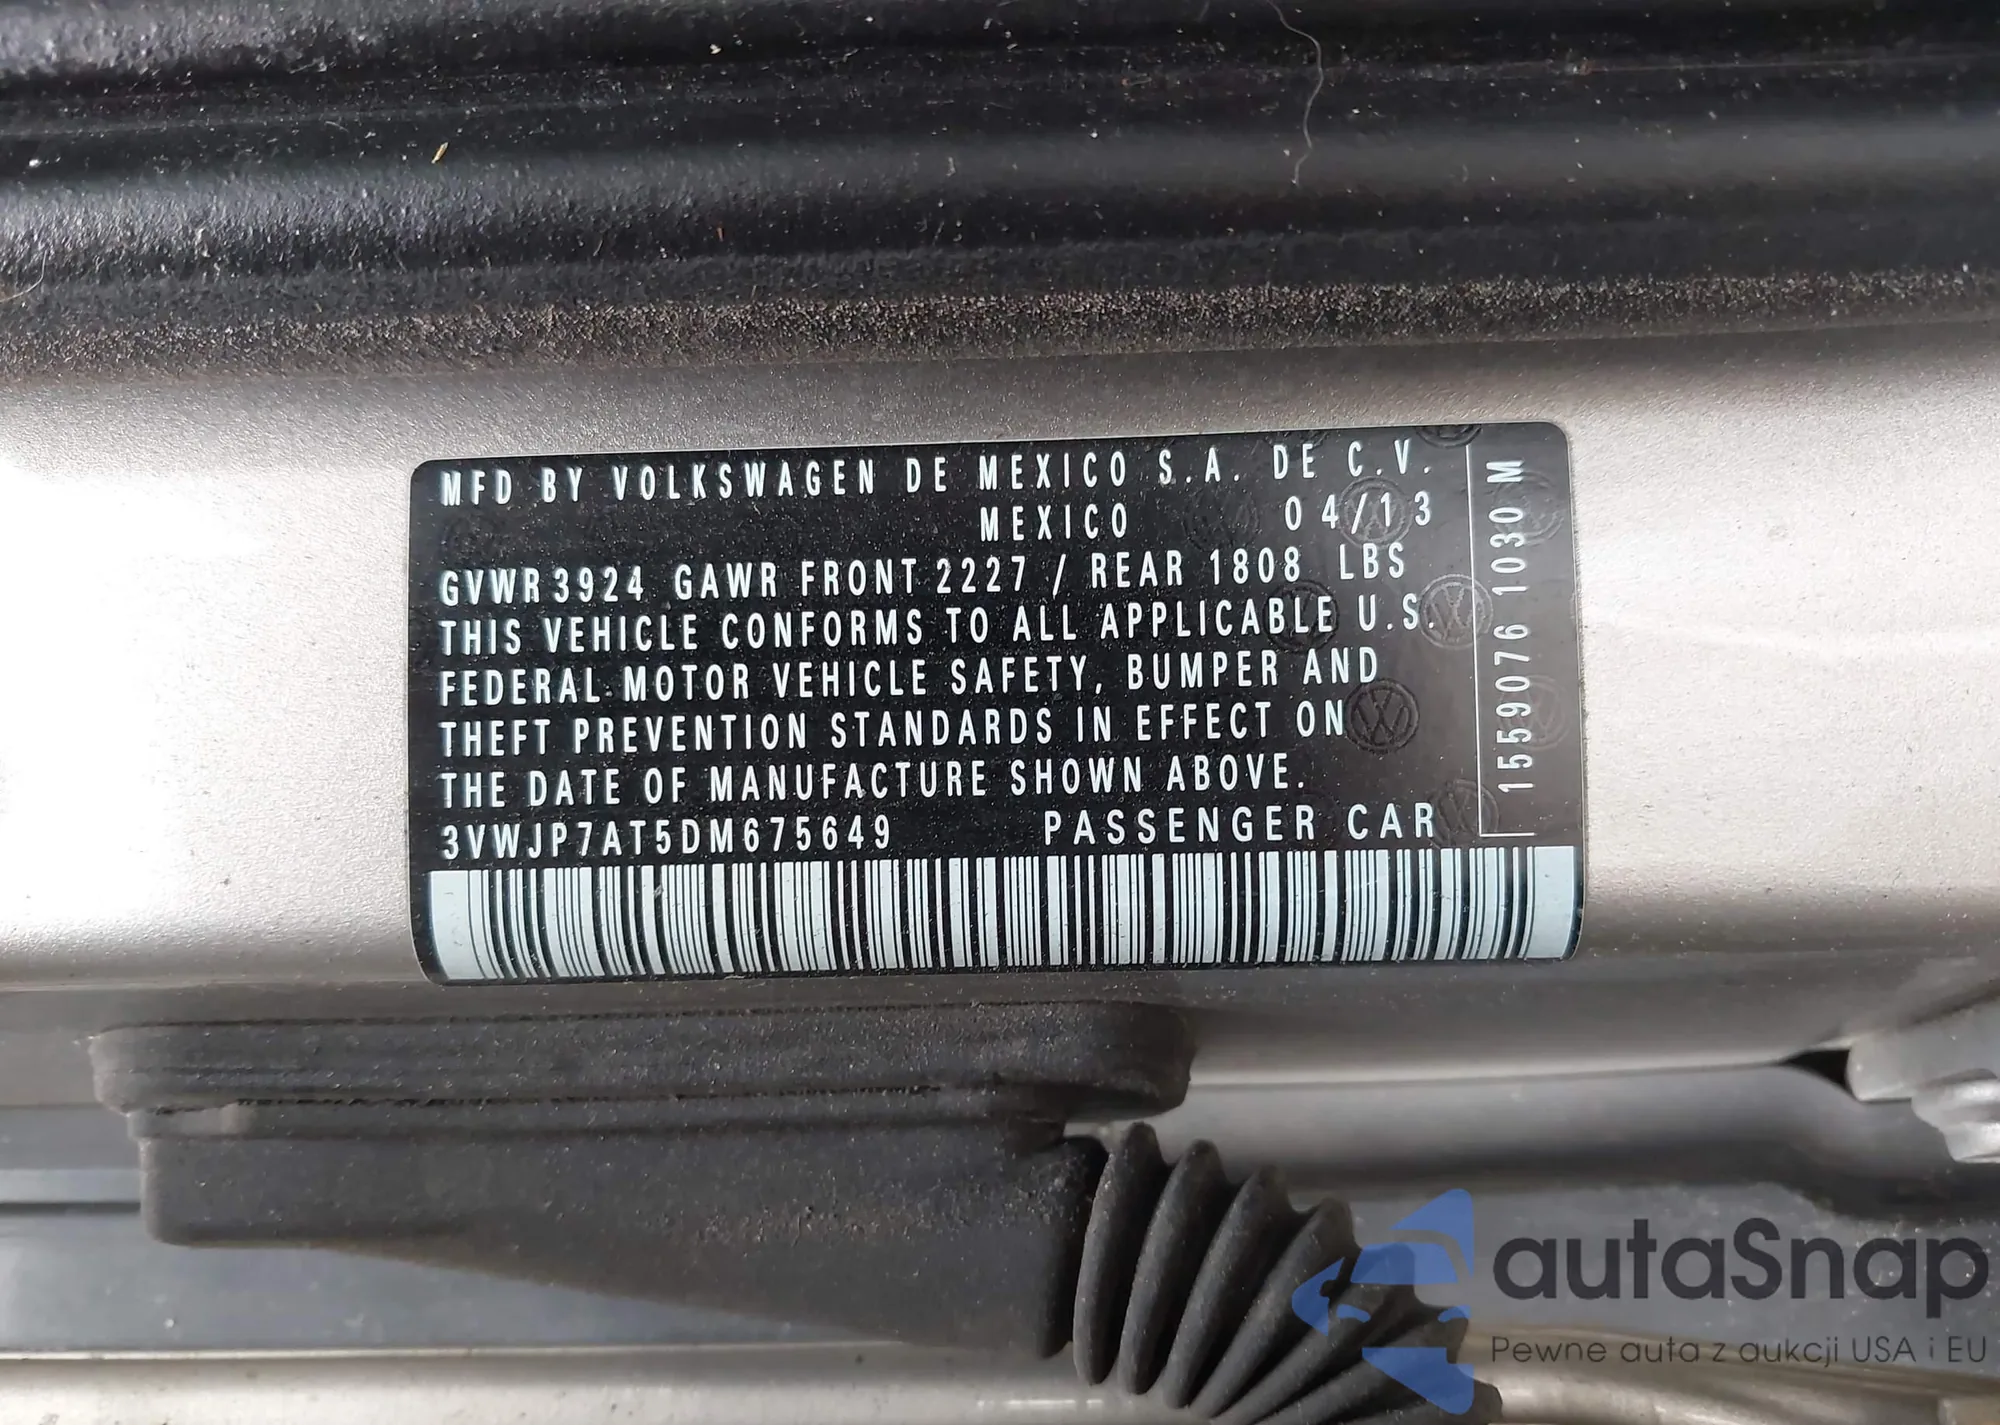 MFD BY VOLKSWAGEN DE MEXICO S.A. DE C.V.
MEXICO 04/13
GVWR 3924 GAWR FRONT 2227 / REAR 1808 LBS
THIS VEHICLE CONFORMS TO ALL APPLICABLE U.S.
FEDERAL MOTOR VEHICLE SAFETY, BUMPER AND
THEFT PREVENTION STANDARDS IN EFFECT ON
THE DATE OF MANUFACTURE SHOWN ABOVE.
3VWJP7AT5DM675649 PASSENGER CAR
1559076 1030 M
autaSnap
Pewne auta z aukcji USA i EU